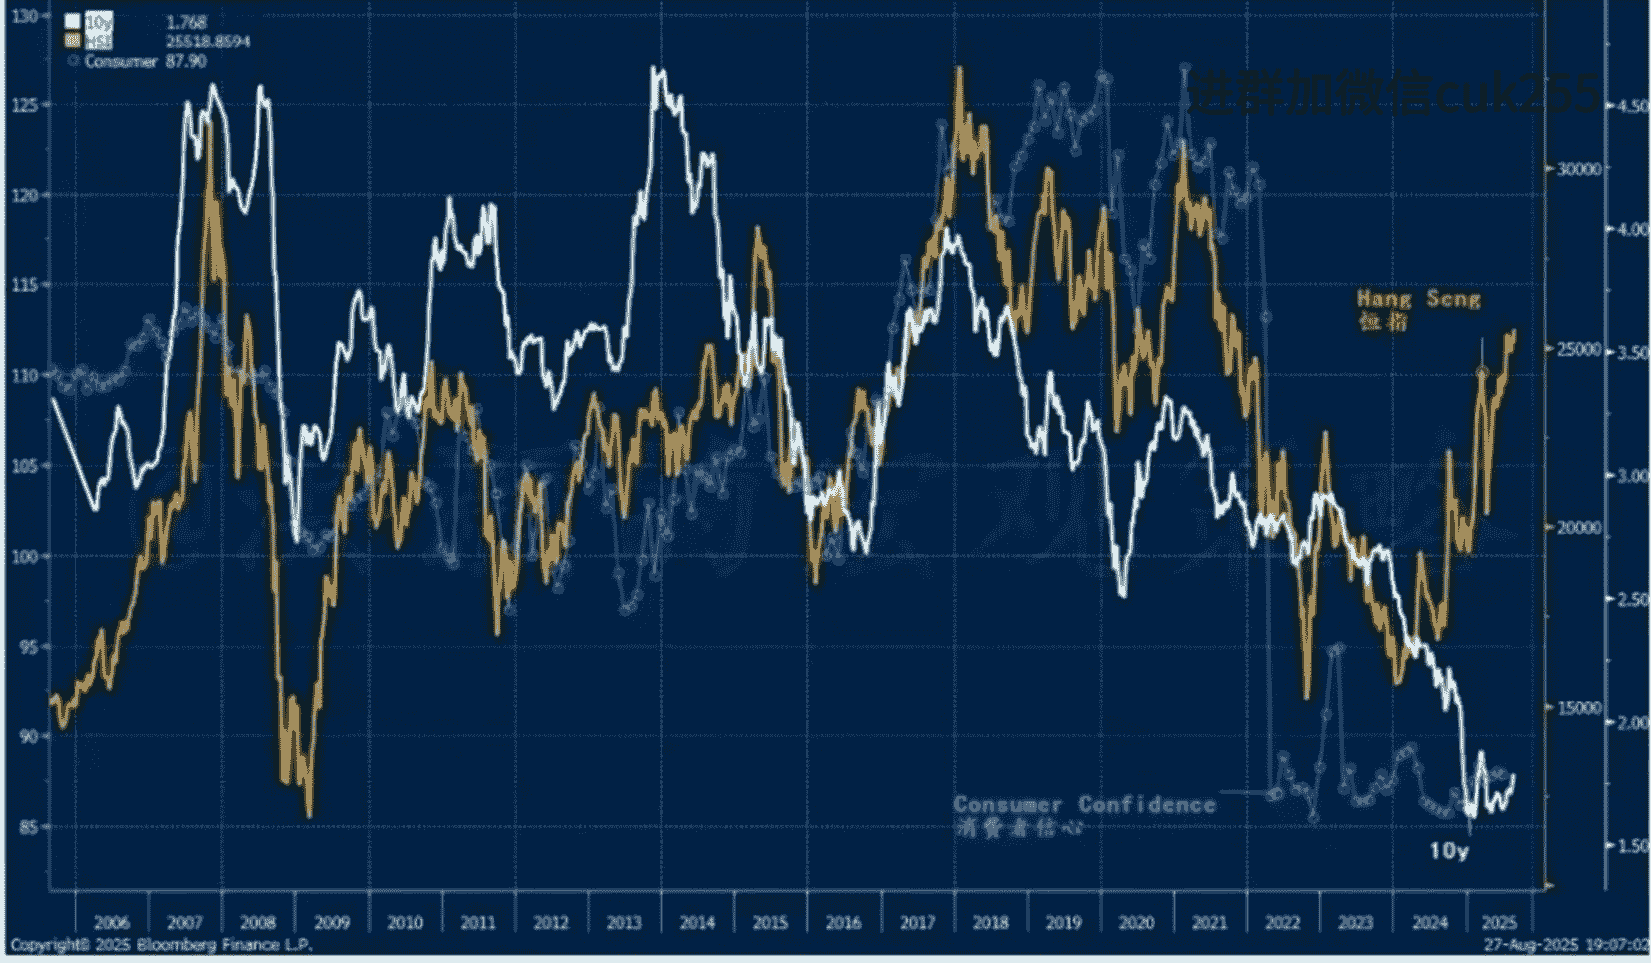 10y 1.768
HSI 25518.8594
Consumer 87.90
进群加微信cuk255
130
125
120
115
110
105
100
95
90
85
30000
25000
20000
15000
4.50
4.00
3.50
3.00
2.50
2.00
1.50
Hang Seng
恒指
Consumer Confidence
消費者信心
10y
2006 2007 2008 2009 2010 2011 2012 2013 2014 2015 2016 2017 2018 2019 2020 2021 2022 2023 2024 2025
Copyright© 2025 Bloomberg Finance L.P.
27-Aug-2025 19:07:02